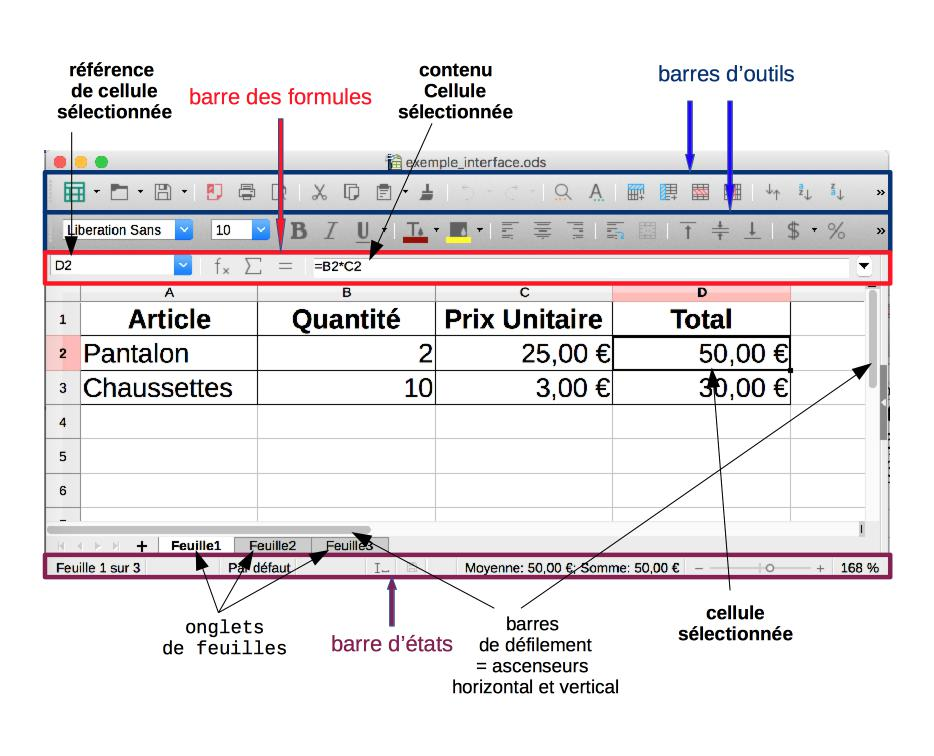 référence
de cellule
sélectionnée
barre des formules
contenu
Cellule
sélectionnée
barres d’outils
exemple_interface.ods
Liberation Sans
10
B I U
$ %
D2
fx Σ =
=B2*C2
A B C D
1 Article Quantité Prix Unitaire Total
2 Pantalon 2 25,00 € 50,00 €
3 Chaussettes 10 3,00 € 30,00 €
4
5
6
+ Feuille1 Feuille2 Feuille3
Feuille 1 sur 3 Par défaut Moyenne: 50,00 €; Somme: 50,00 € − + 168 %
onglets
de feuilles
barre d’états
barres
de défilement
= ascenseurs
horizontal et vertical
cellule
sélectionnée